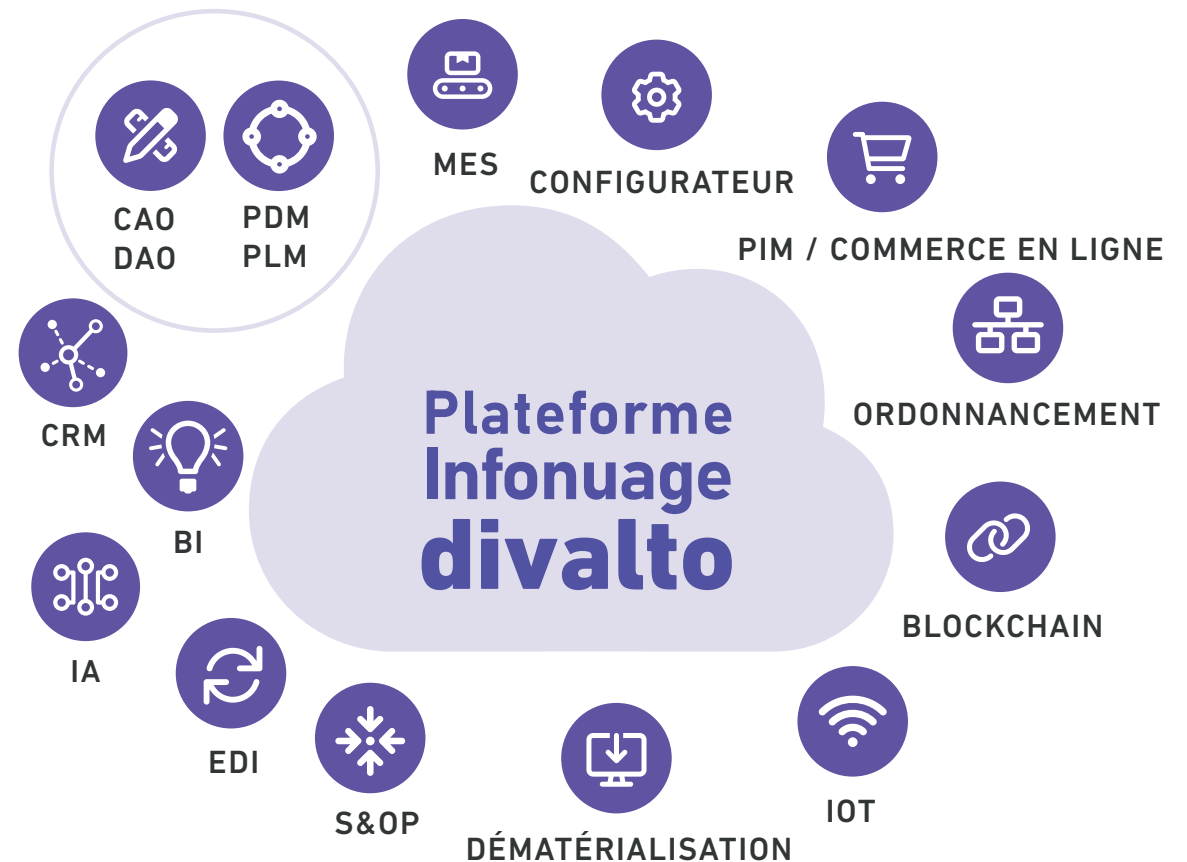 MES
CONFIGURATEUR
CAO
DAO
PDM
PLM
PIM / COMMERCE EN LIGNE
CRM
ORDONNANCEMENT
Plateforme
Infonuage
divalto
BI
BLOCKCHAIN
IA
EDI
S&OP
IOT
DÉMATÉRIALISATION